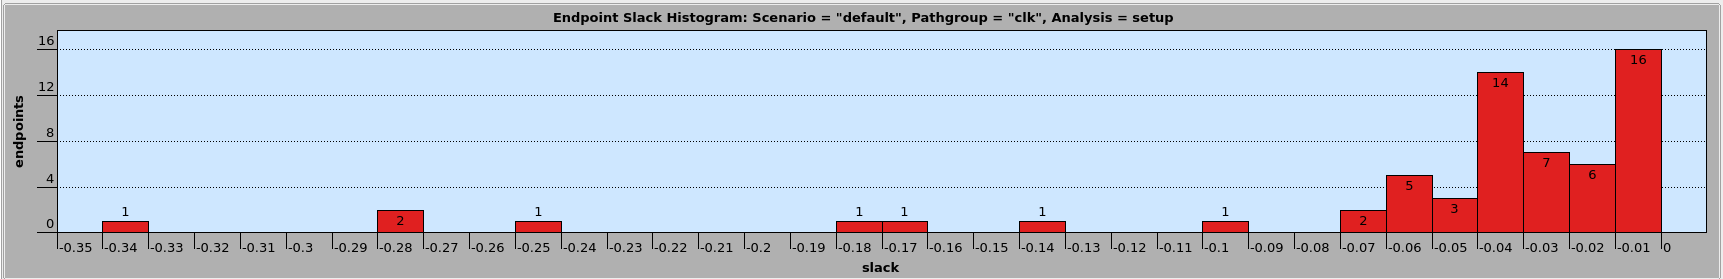 Endpoint Slack Histogram: Scenario = "default", Pathgroup = "clk", Analysis = setup
16
12
8
4
0
endpoints
1 2 1 1 1 1 1 2 5 3 14 7 6 16
-0.35 -0.34 -0.33 -0.32 -0.31 -0.3 -0.29 -0.28 -0.27 -0.26 -0.25 -0.24 -0.23 -0.22 -0.21 -0.2 -0.19 -0.18 -0.17 -0.16 -0.15 -0.14 -0.13 -0.12 -0.11 -0.1 -0.09 -0.08 -0.07 -0.06 -0.05 -0.04 -0.03 -0.02 -0.01 0
slack